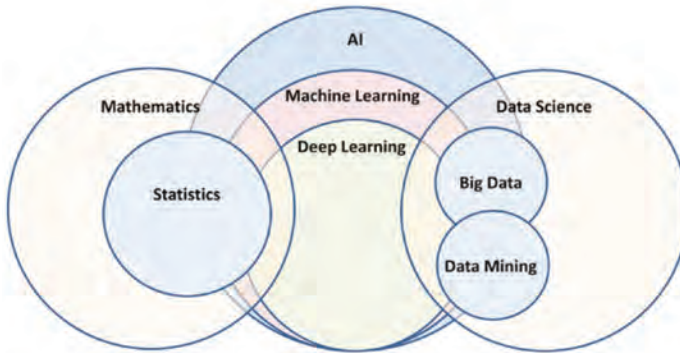 AI
Mathematics
Machine Learning
Data Science
Deep Learning
Statistics
Big Data
Data Mining